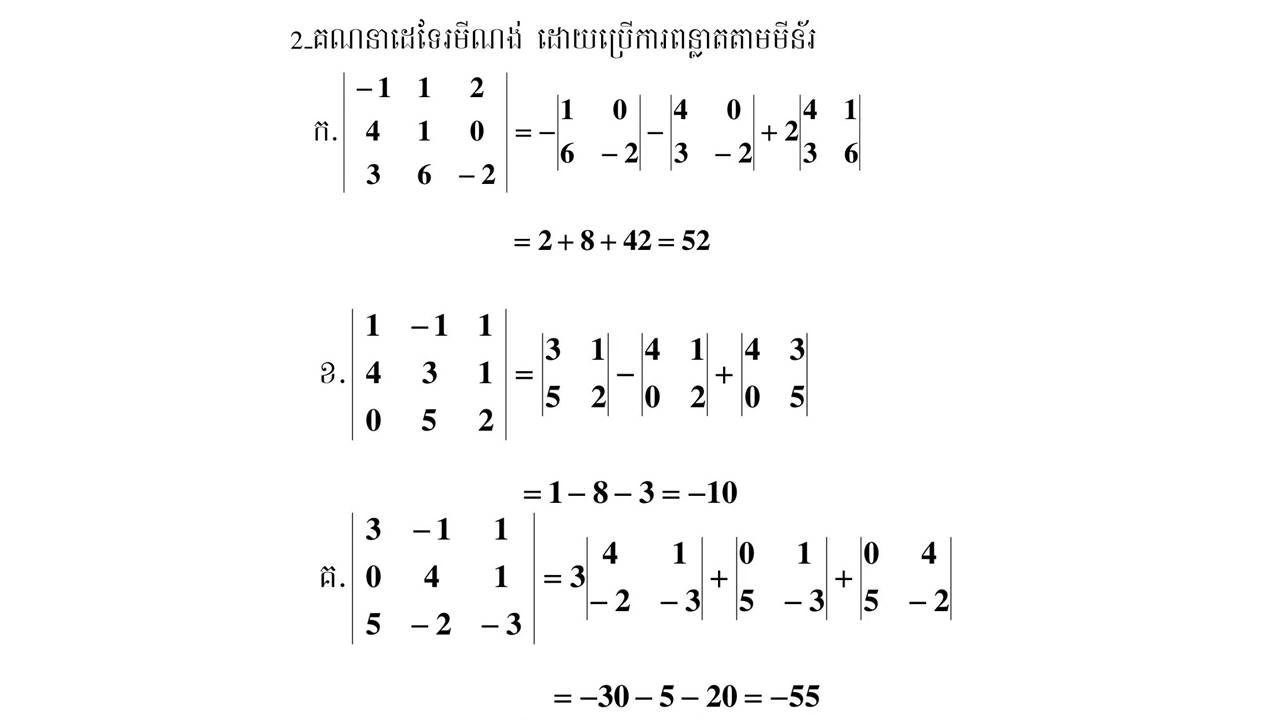 2-គណនាដេទែរមីណង់ ដោយប្រើការពន្លាតតាមមីន័រ
ក. | −1 1 2 | = −| 1 0 | − | 4 0 | + 2| 4 1 |
| 4 1 0 | | 6 −2 | | 3 −2 | | 3 6 |
| 3 6 −2 |
= 2 + 8 + 42 = 52
ខ. | 1 −1 1 | = | 3 1 | − | 4 1 | + | 4 3 |
| 4 3 1 | | 5 2 | | 0 2 | | 0 5 |
| 0 5 2 |
= 1 − 8 − 3 = −10
គ. | 3 −1 1 | = 3| 4 1 | + | 0 1 | + | 0 4 |
| 0 4 1 | | −2 −3 | | 5 −3 | | 5 −2 |
| 5 −2 −3 |
= −30 − 5 − 20 = −55